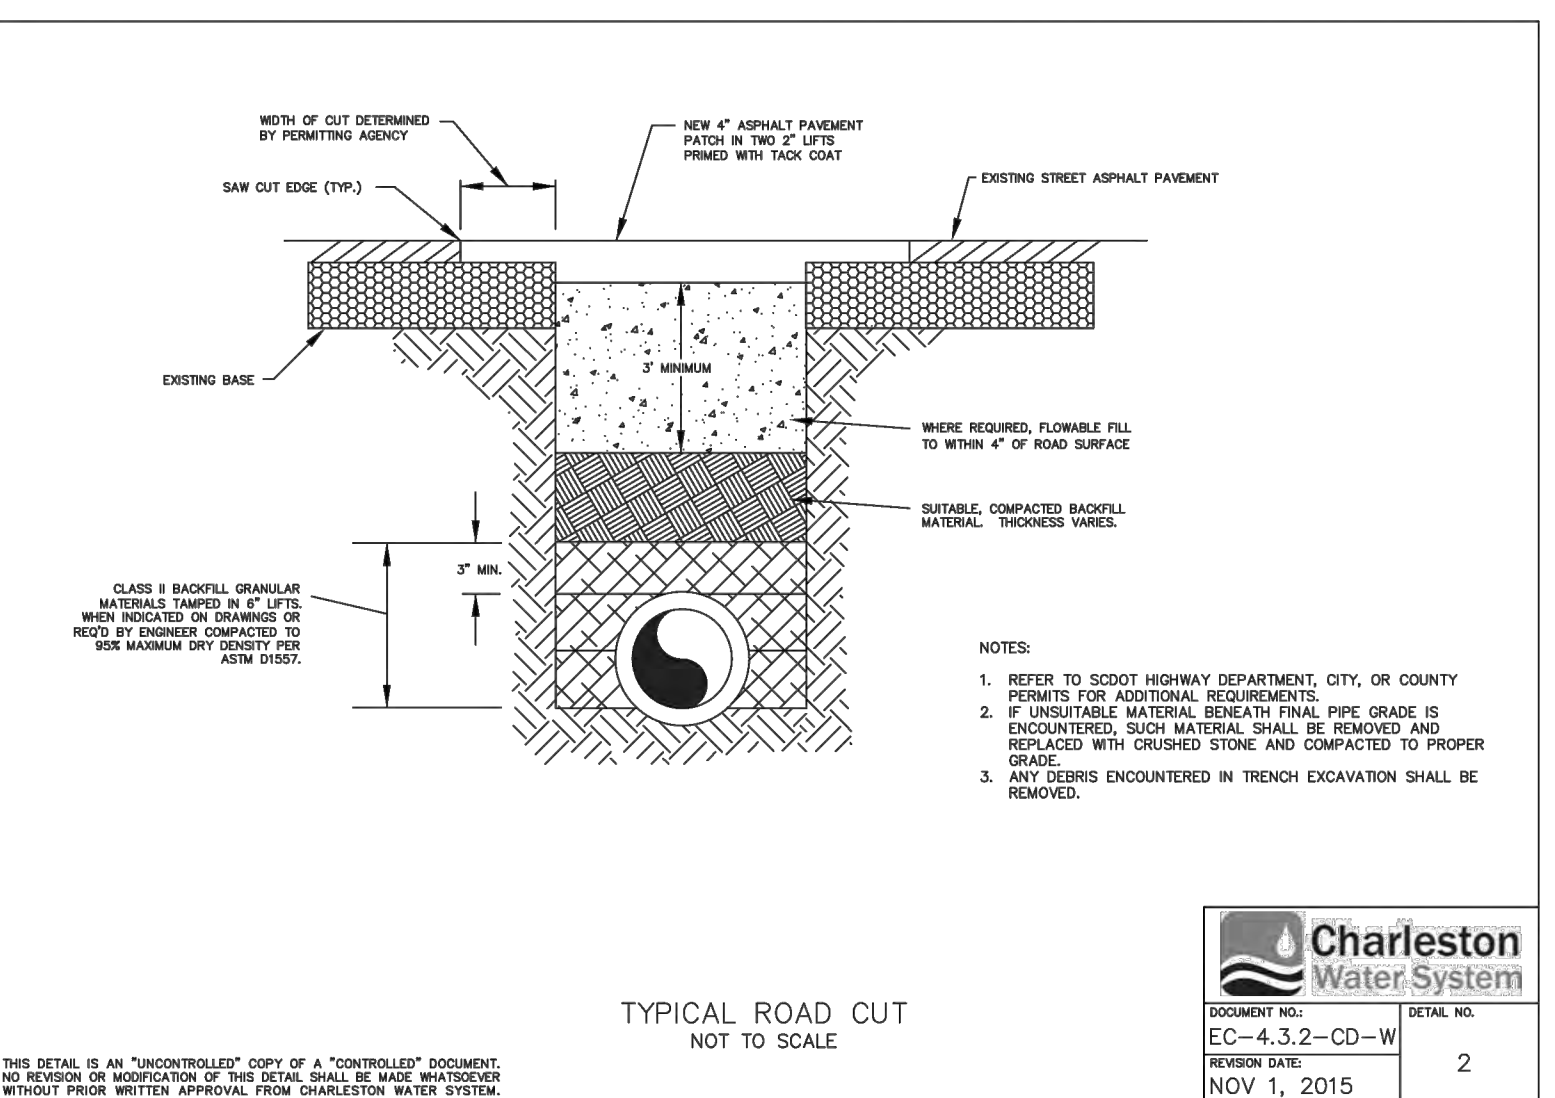 WIDTH OF CUT DETERMINED
BY PERMITTING AGENCY
NEW 4" ASPHALT PAVEMENT
PATCH IN TWO 2" LIFTS
PRIMED WITH TACK COAT
SAW CUT EDGE (TYP.)
EXISTING STREET ASPHALT PAVEMENT
EXISTING BASE
3' MINIMUM
WHERE REQUIRED, FLOWABLE FILL
TO WITHIN 4" OF ROAD SURFACE
SUITABLE, COMPACTED BACKFILL
MATERIAL. THICKNESS VARIES.
3" MIN.
CLASS II BACKFILL GRANULAR
MATERIALS TAMPED IN 6" LIFTS.
WHEN INDICATED ON DRAWINGS OR
REQ'D BY ENGINEER COMPACTED TO
95% MAXIMUM DRY DENSITY PER
ASTM D1557.
NOTES:
1. REFER TO SCDOT HIGHWAY DEPARTMENT, CITY, OR COUNTY
PERMITS FOR ADDITIONAL REQUIREMENTS.
2. IF UNSUITABLE MATERIAL BENEATH FINAL PIPE GRADE IS
ENCOUNTERED, SUCH MATERIAL SHALL BE REMOVED AND
REPLACED WITH CRUSHED STONE AND COMPACTED TO PROPER
GRADE.
3. ANY DEBRIS ENCOUNTERED IN TRENCH EXCAVATION SHALL BE
REMOVED.
TYPICAL ROAD CUT
NOT TO SCALE
THIS DETAIL IS AN "UNCONTROLLED" COPY OF A "CONTROLLED" DOCUMENT.
NO REVISION OR MODIFICATION OF THIS DETAIL SHALL BE MADE WHATSOEVER
WITHOUT PRIOR WRITTEN APPROVAL FROM CHARLESTON WATER SYSTEM.
Charleston
Water System
DOCUMENT NO.:
EC-4.3.2-CD-W
DETAIL NO.
2
REVISION DATE:
NOV 1, 2015